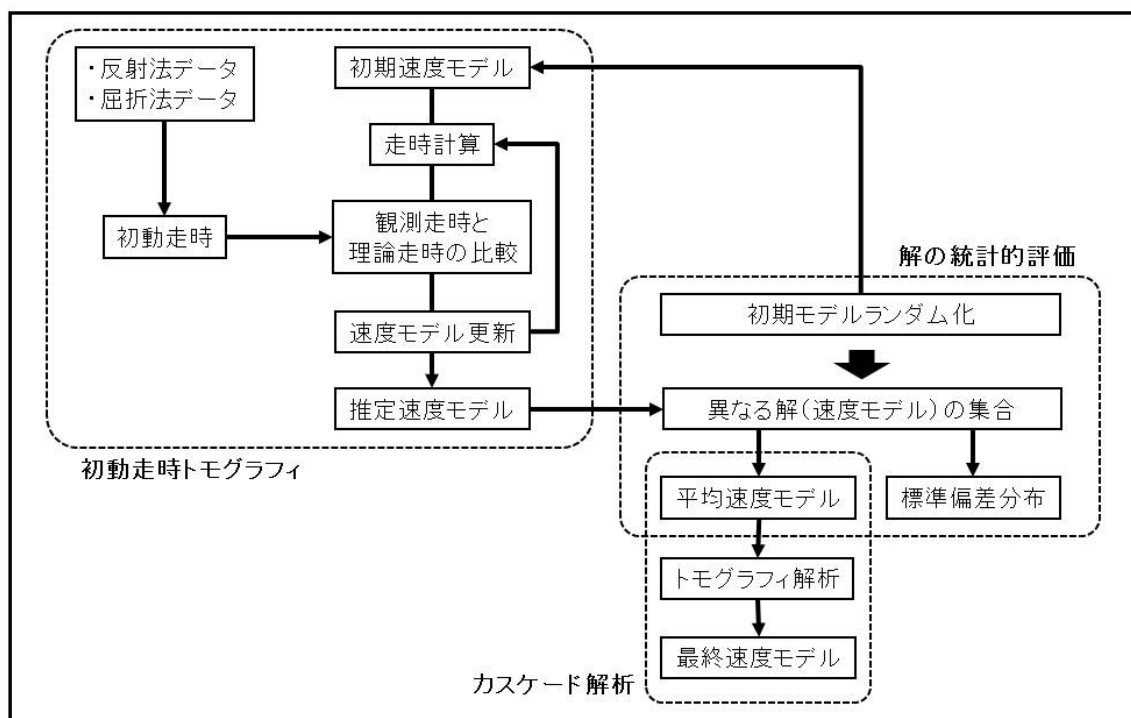 ・反射法データ
・屈折法データ
初期速度モデル
走時計算
初動走時
観測走時と
理論走時の比較
速度モデル更新
推定速度モデル
初動走時トモグラフィ
解の統計的評価
初期モデルランダム化
異なる解(速度モデル)の集合
平均速度モデル
標準偏差分布
トモグラフィ解析
最終速度モデル
カスケード解析